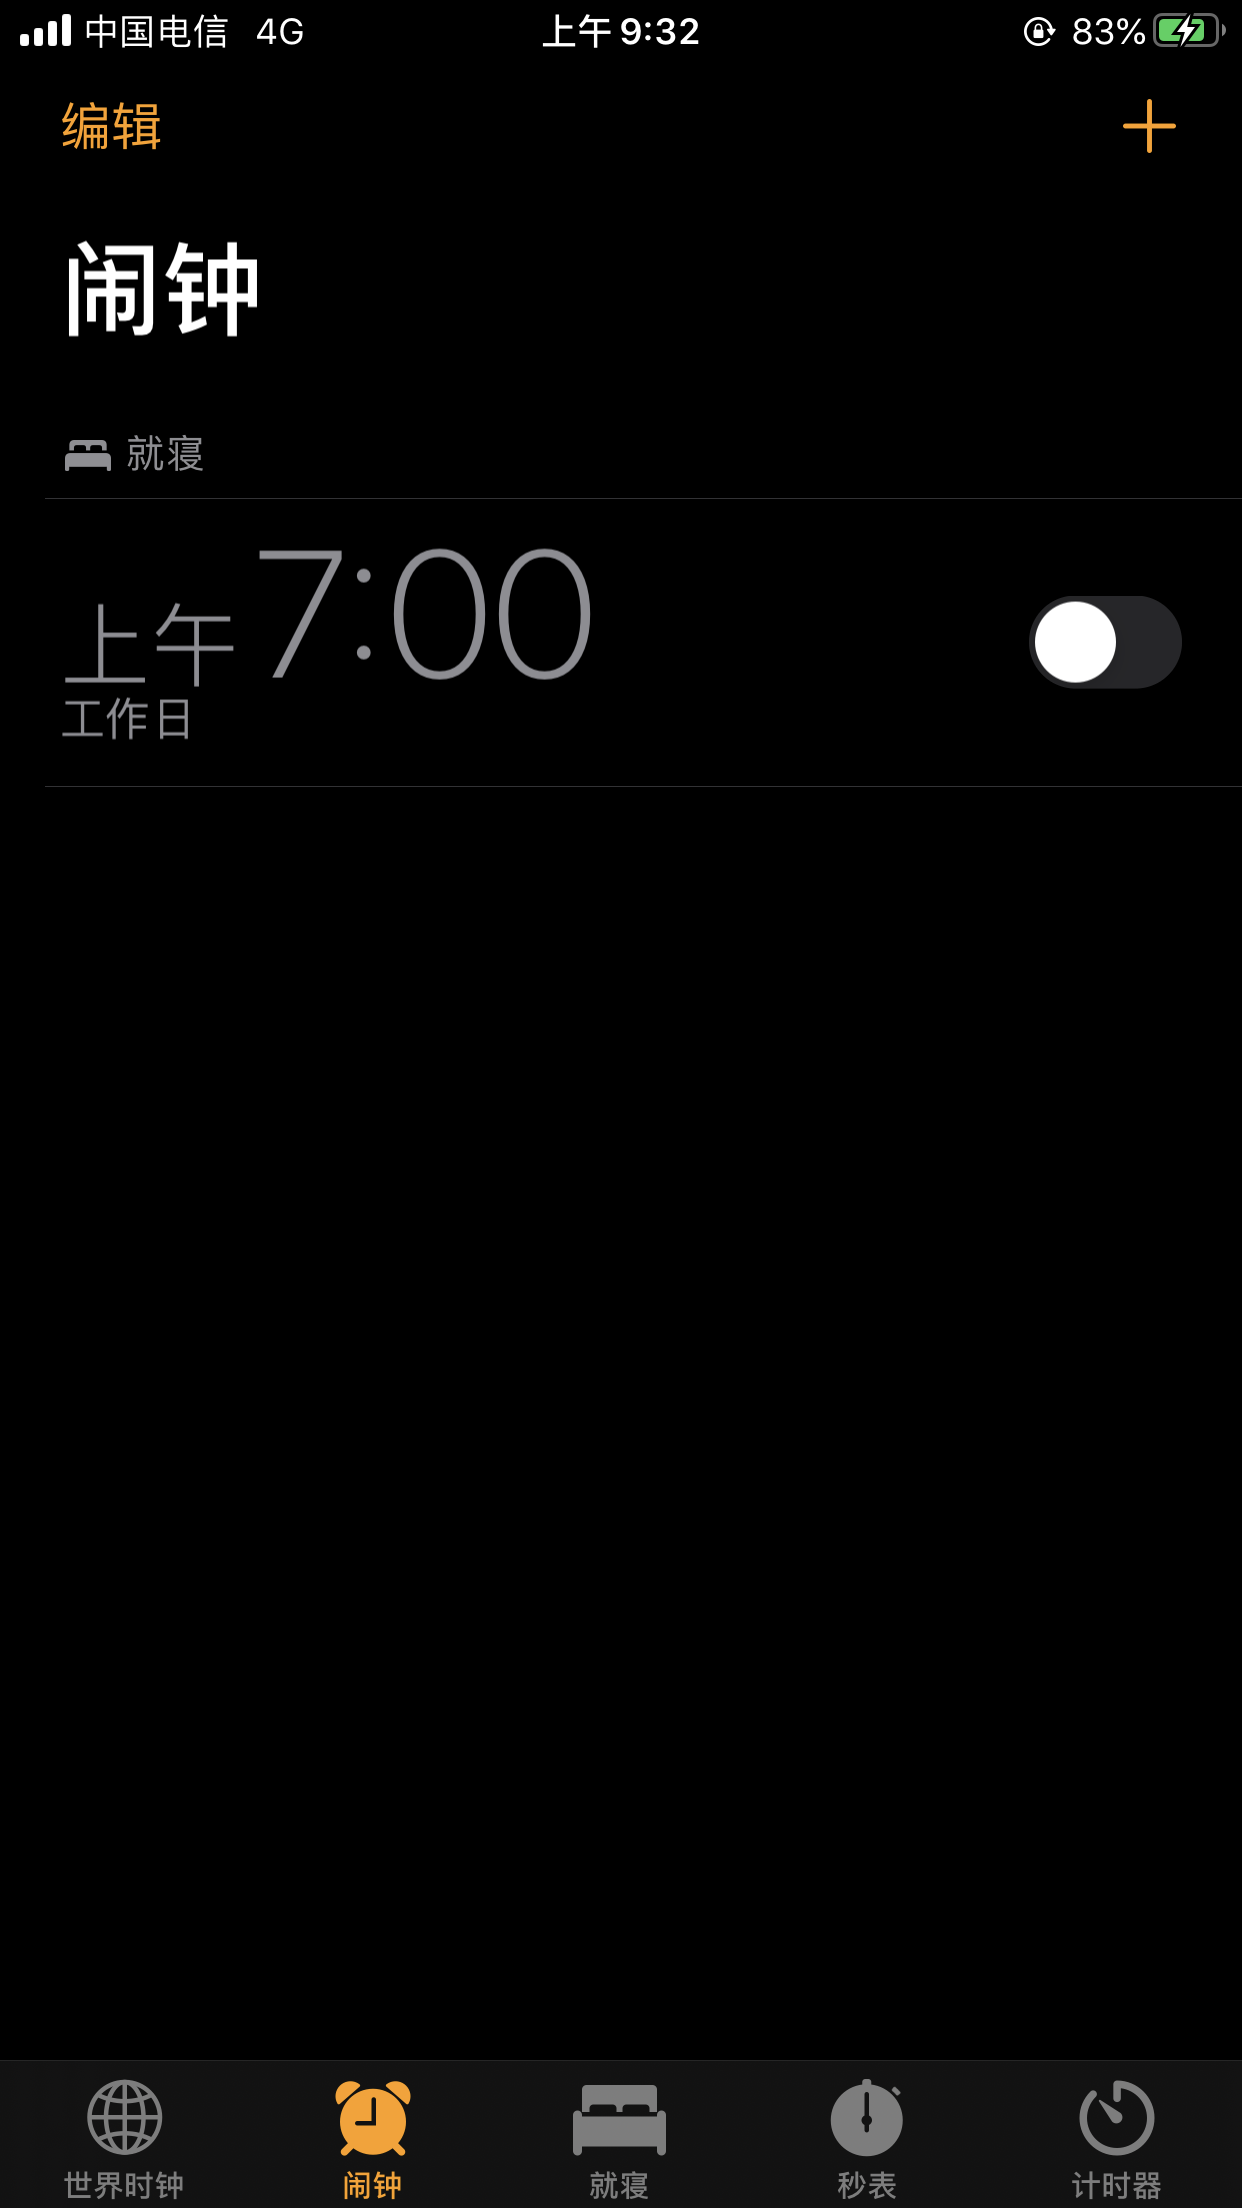 中国电信 4G 上午 9:32 83%
编辑
闹钟
就寝
上午7:00
工作日
世界时钟 闹钟 就寝 秒表 计时器